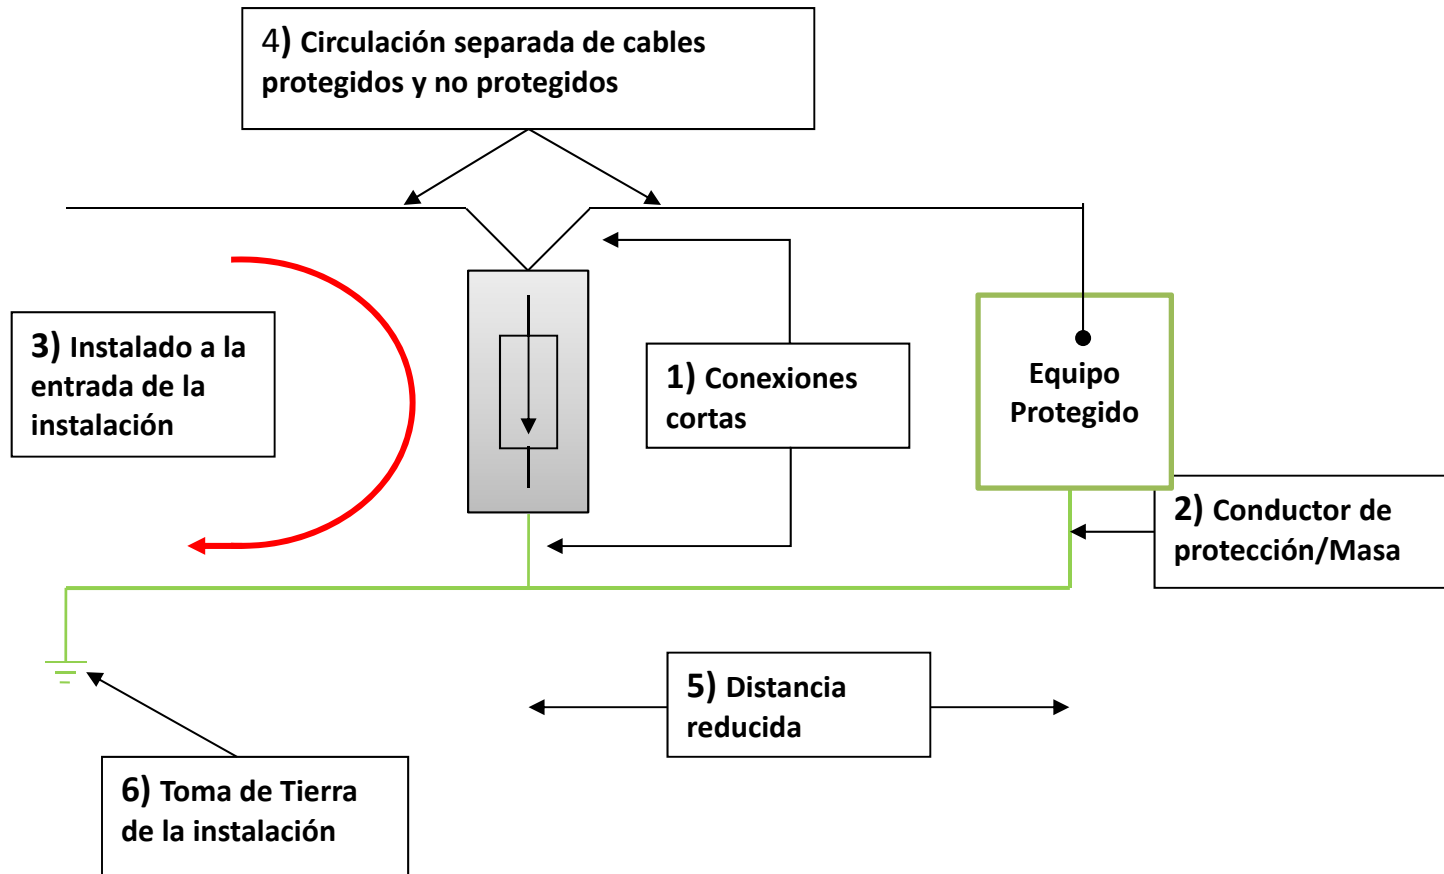 4) Circulación separada de cables
protegidos y no protegidos
3) Instalado a la
entrada de la
instalación
1) Conexiones
cortas
Equipo
Protegido
2) Conductor de
protección/Masa
5) Distancia
reducida
6) Toma de Tierra
de la instalación